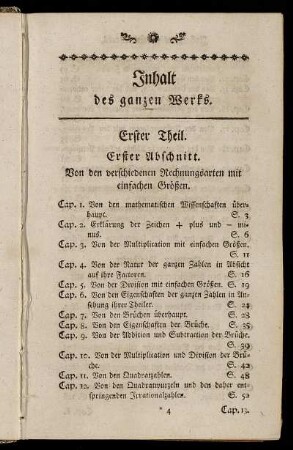 Inhalt
des ganzen Werks.
Erster Theil.
Erster Abschnitt.
Von den verschiedenen Rechnungsarten mit
einfachen Größen.
Cap. 1. Von den mathematischen Wissenschaften über-
haupt. S. 3
Cap. 2. Erklärung der Zeichen + plus und − mi-
nus. S. 6
Cap. 3. Von der Multiplication mit einfachen Größen.
S. 11
Cap. 4. Von der Natur der ganzen Zahlen in Absicht
auf ihre Factoren. S. 16
Cap. 5. Von der Division mit einfachen Größen. S. 19
Cap. 6. Von den Eigenschaften der ganzen Zahlen in An-
sehung ihrer Theiler. S. 24
Cap. 7. Von den Brüchen überhaupt. S. 28
Cap. 8. Von den Eigenschaften der Brüche. S. 35
Cap. 9. Von der Addition und Subtraction der Brüche.
S. 39
Cap. 10. Von der Multiplication und Division der Brü-
che. S. 42
Cap. 11. Von den Quadratzahlen. S. 48
Cap. 12. Von den Quadratwurzeln und den daher ent-
springenden Irrationalzahlen. S. 52
* 4 Cap. 13.